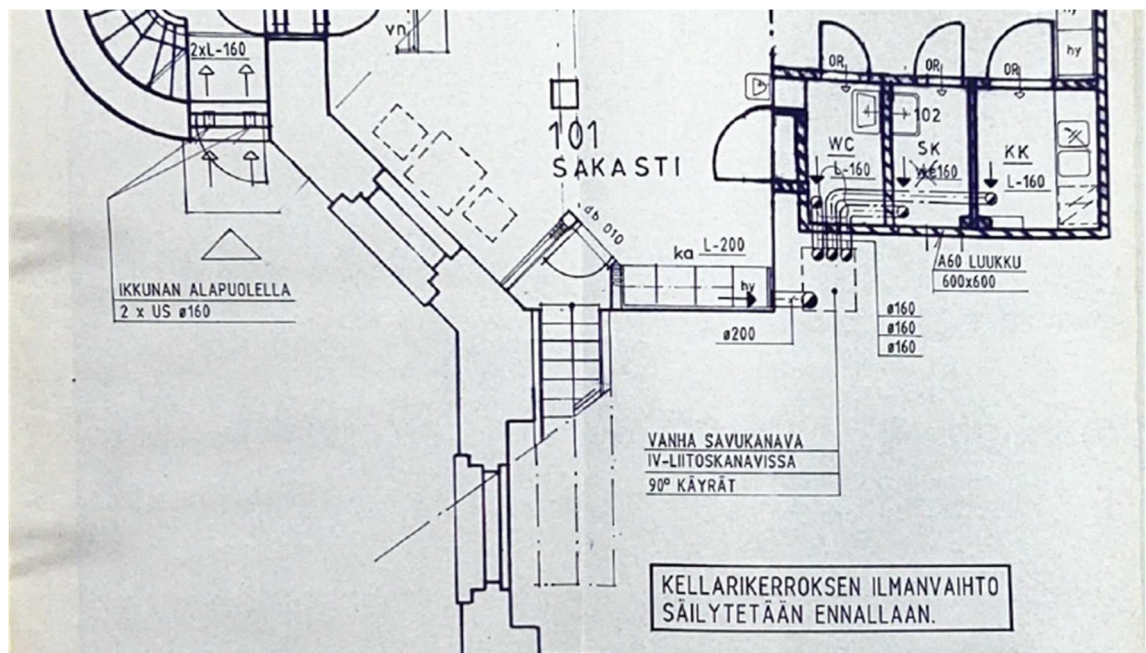 vn
2xL-160
hy
OR
OR
OR
101
SAKASTI
102
WC
L-160
SK
160
KK
L-160
db 010
ka L-200
hy
A60 LUUKKU
600x600
IKKUNAN ALAPUOLELLA
2 x US ø160
ø200
ø160
ø160
ø160
VANHA SAVUKANAVA
IV-LIITOSKANAVISSA
90° KÄYRÄT
KELLARIKERROKSEN ILMANVAIHTO
SÄILYTETÄÄN ENNALLAAN.